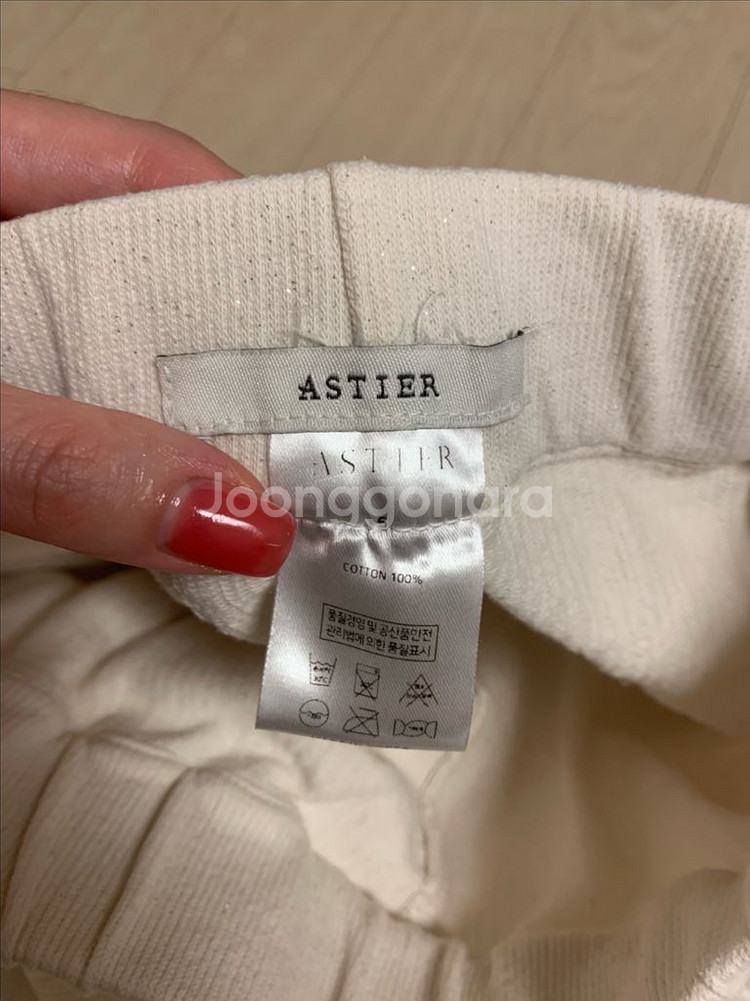 ASTIER
ASTIER
Joonggonara
COTTON 100%
품질경영 및 공산품안전
관리법에 의한 품질표시